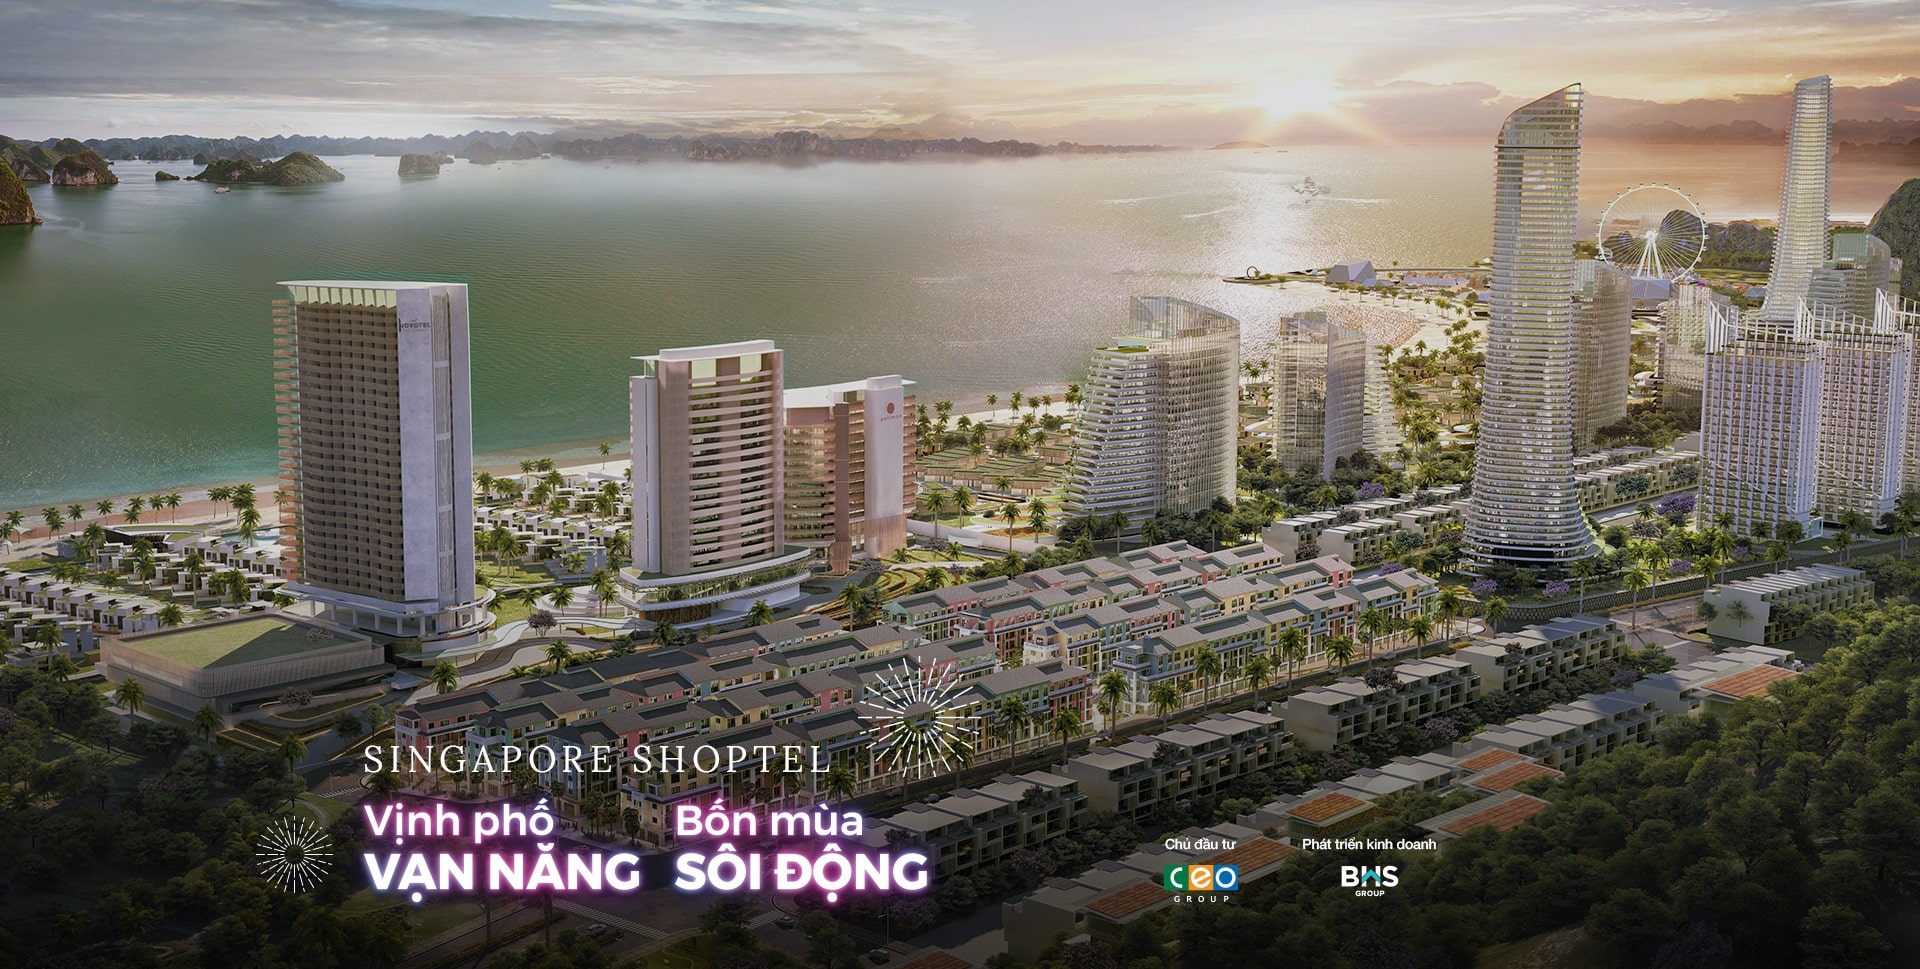 NOVOTEL
pullman
SINGAPORE SHOPTEL
Vịnh phố
VẠN NĂNG
Bốn mùa
SÔI ĐỘNG
Chủ đầu tư
CEO
GROUP
Phát triển kinh doanh
BHS
GROUP